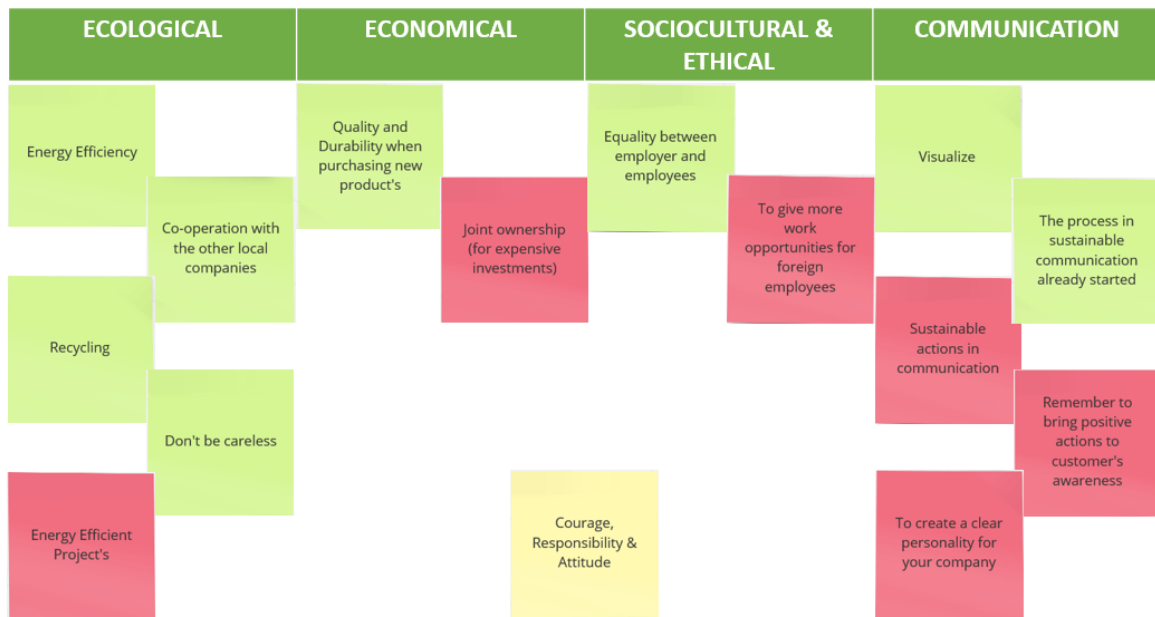 ECOLOGICAL
ECONOMICAL
SOCIOCULTURAL &
ETHICAL
COMMUNICATION
Energy Efficiency
Co-operation with
the other local
companies
Recycling
Don't be careless
Energy Efficient
Project's
Quality and
Durability when
purchasing new
product's
Joint ownership
(for expensive
investments)
Equality between
employer and
employees
To give more
work
opportunities for
foreign
employees
Courage,
Responsibility &
Attitude
Visualize
The process in
sustainable
communication
already started
Sustainable
actions in
communication
Remember to
bring positive
actions to
customer's
awareness
To create a clear
personality for
your company